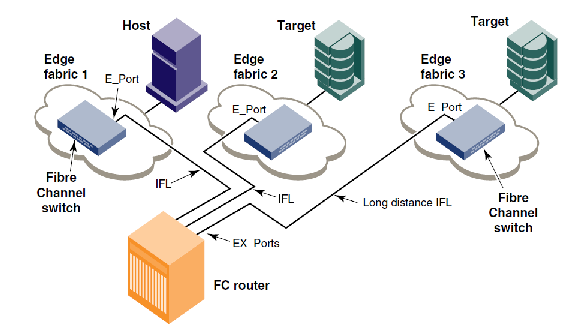 Host
Target
Target
Edge
fabric 1
E_Port
Edge
fabric 2
E_Port
Edge
fabric 3
E_Port
Fibre
Channel
switch
IFL
IFL
Long distance IFL
Fibre
Channel
switch
EX_Ports
FC router